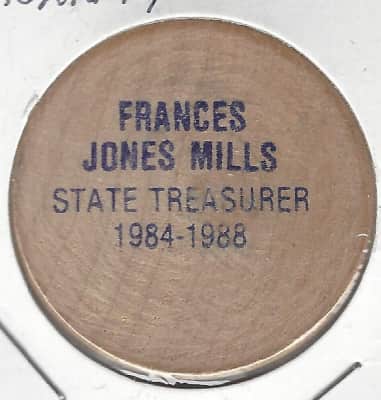 FRANCES
JONES MILLS
STATE TREASURER
1984-1988